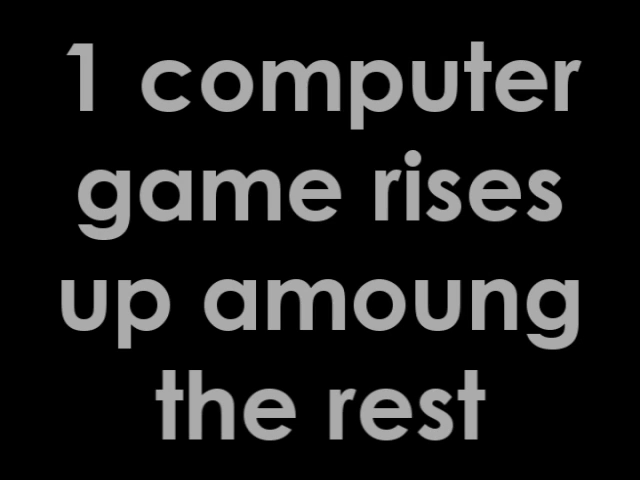 1 computer
game rises
up amoung
the rest